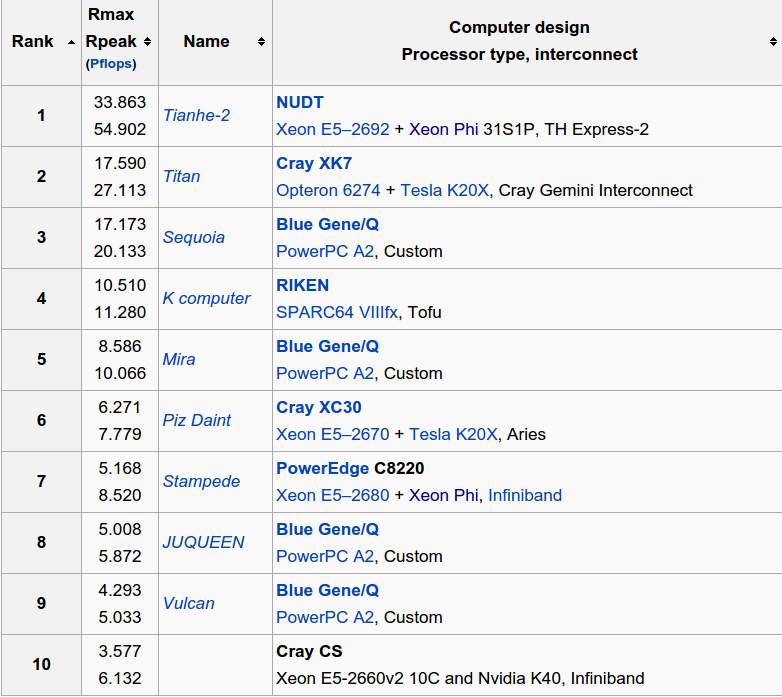 Rank
Rmax
Rpeak
(Pflops)
Name
Computer design
Processor type, interconnect
1
33.863
54.902
Tianhe-2
NUDT
Xeon E5–2692 + Xeon Phi 31S1P, TH Express-2
2
17.590
27.113
Titan
Cray XK7
Opteron 6274 + Tesla K20X, Cray Gemini Interconnect
3
17.173
20.133
Sequoia
Blue Gene/Q
PowerPC A2, Custom
4
10.510
11.280
K computer
RIKEN
SPARC64 VIIIfx, Tofu
5
8.586
10.066
Mira
Blue Gene/Q
PowerPC A2, Custom
6
6.271
7.779
Piz Daint
Cray XC30
Xeon E5–2670 + Tesla K20X, Aries
7
5.168
8.520
Stampede
PowerEdge C8220
Xeon E5–2680 + Xeon Phi, Infiniband
8
5.008
5.872
JUQUEEN
Blue Gene/Q
PowerPC A2, Custom
9
4.293
5.033
Vulcan
Blue Gene/Q
PowerPC A2, Custom
10
3.577
6.132
Cray CS
Xeon E5-2660v2 10C and Nvidia K40, Infiniband